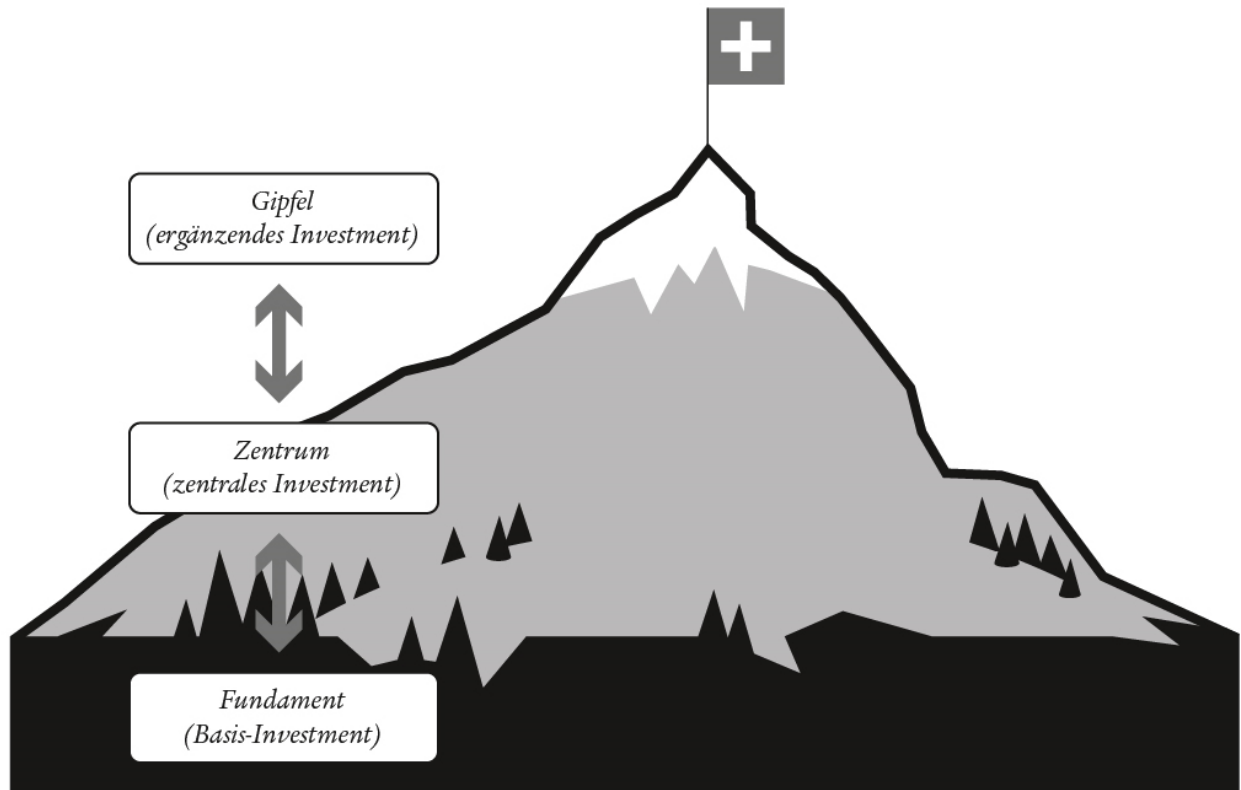 Gipfel
(ergänzendes Investment)
Zentrum
(zentrales Investment)
Fundament
(Basis-Investment)